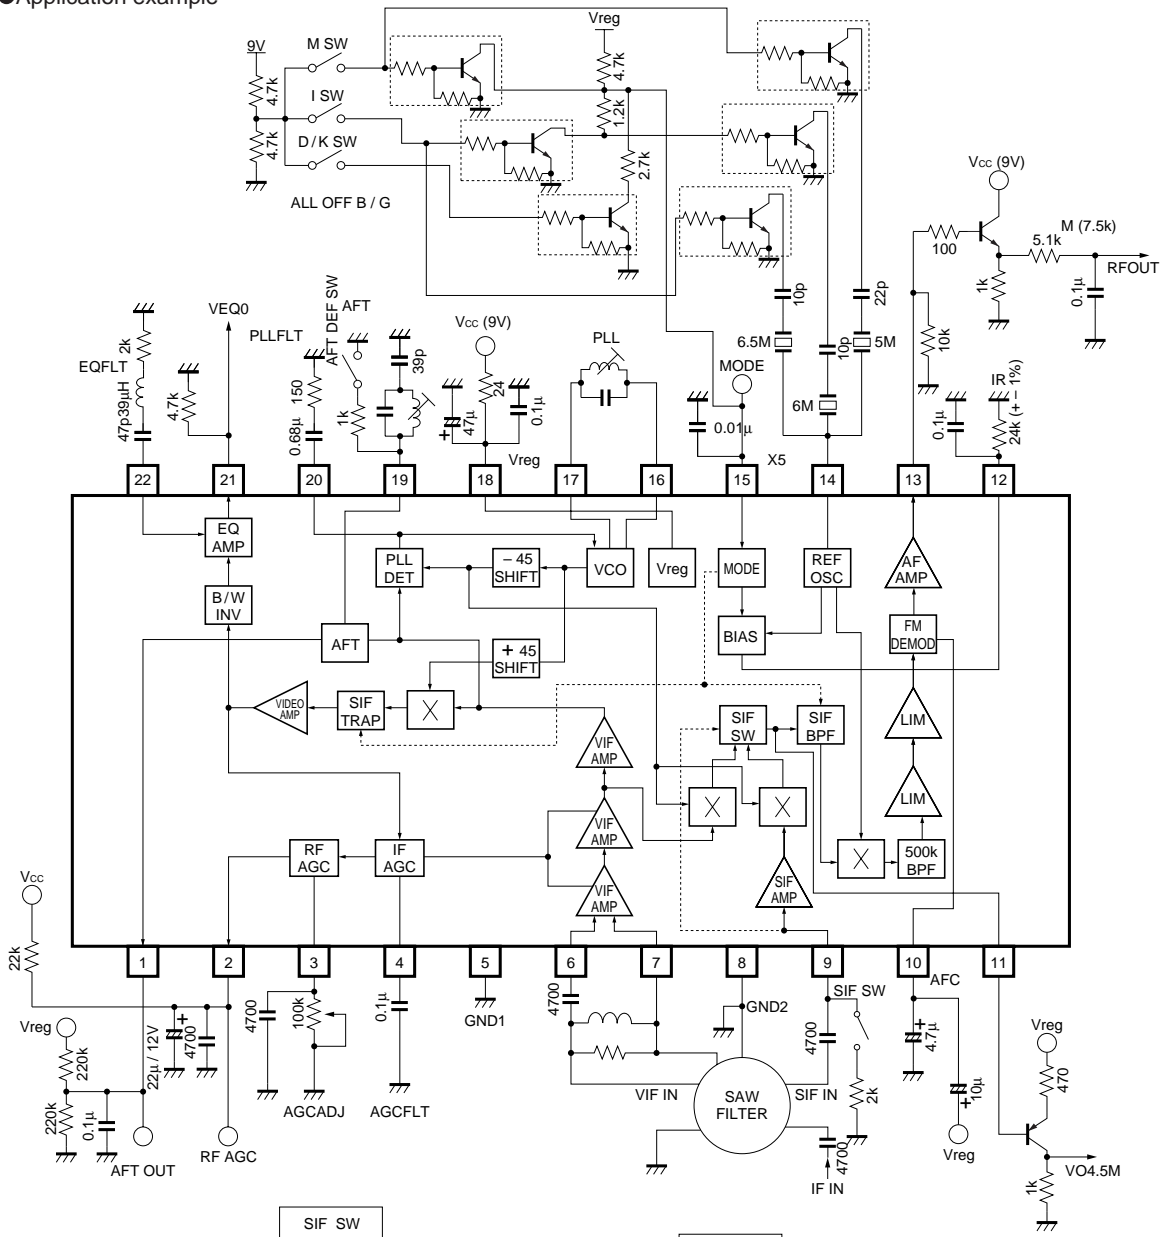 ●Application example
Vreg
9V
M SW
I SW
D / K SW
4.7k
4.7k
ALL OFF B / G
4.7k
1.2k
2.7k
VCC (9V)
100
5.1k
M (7.5k)
RFOUT
1k
0.1µ
10k
10p
22p
6.5M
10p
5M
6M
VEQ0
2k
EQFLT
47p39µH
4.7k
PLLFLT
150
0.68µ
AFT DEF SW
AFT
1k
39p
VCC (9V)
24
47µ
0.1µ
Vreg
PLL
MODE
0.01µ
X5
IR
0.1µ
24k (+ – 1%)
22
21
20
19
18
17
16
15
14
13
12
EQ
AMP
B / W
INV
PLL
DET
– 45
SHIFT
VCO
Vreg
MODE
REF
OSC
AF
AMP
AFT
+ 45
SHIFT
BIAS
FM
DEMOD
VIDEO
AMP
SIF
TRAP
X
VIF
AMP
SIF
SW
SIF
BPF
LIM
X
X
LIM
VIF
AMP
RF
AGC
IF
AGC
X
500k
BPF
VIF
AMP
SIF
AMP
VCC
22k
1
2
3
4
5
6
7
8
9
10
11
Vreg
220k
220k
0.1µ
22µ / 12V
4700
AFT OUT
RF AGC
4700
100k
AGCADJ
0.1µ
AGCFLT
GND1
4700
VIF IN
GND2
SAW
FILTER
SIF IN
4700
SIF SW
2k
4700
IF IN
AFC
4.7µ
10µ
Vreg
Vreg
470
VO4.5M
1k
SIF SW